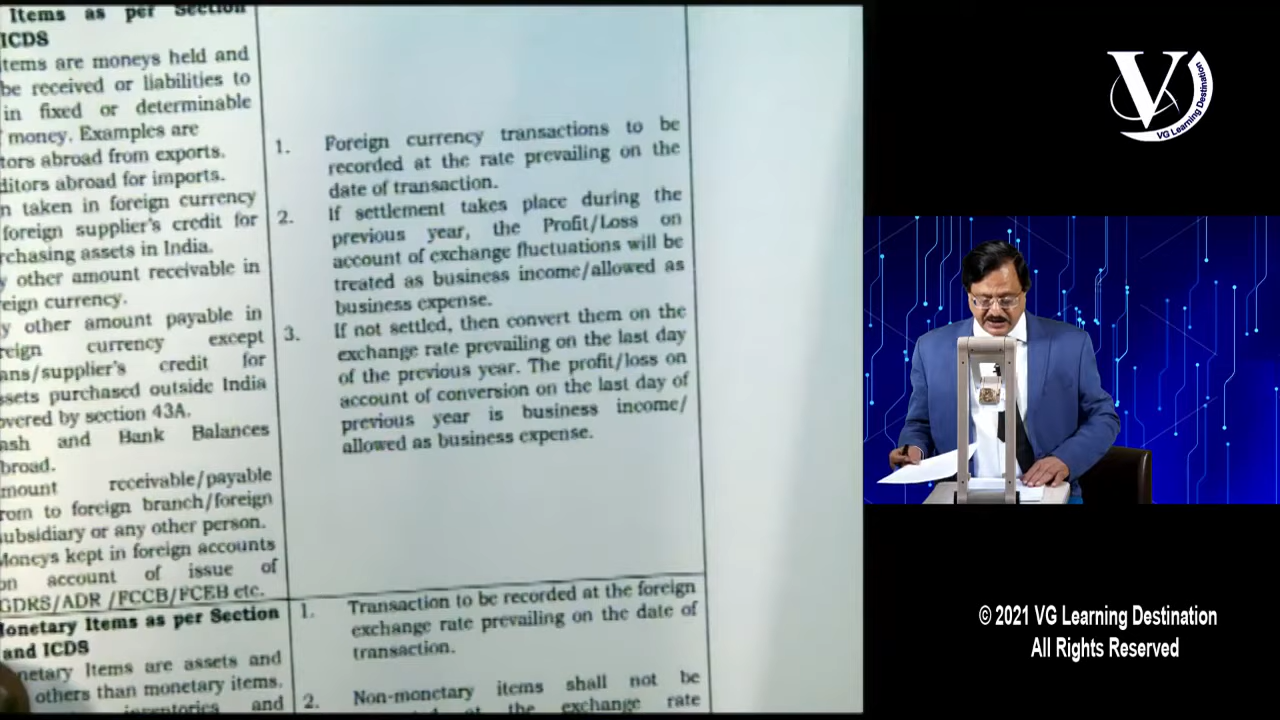 Items as per Section
ICDS
tems are moneys held and
be received or liabilities to
in fixed or determinable
money. Examples are
tors abroad from exports.
ditors abroad for imports.
n taken in foreign currency
foreign supplier's credit for
rchasing assets in India.
y other amount receivable in
reign currency.
y other amount payable in
reign currency except
ans/supplier's credit for
ssets purchased outside India
overed by section 43A.
ash and Bank Balances
broad.
mount receivable/payable
rom to foreign branch/foreign
subsidiary or any other person.
Moneys kept in foreign accounts
on account of issue of
GDRS/ADR /FCCB/FCEB etc.
1. Foreign currency transactions to be
recorded at the rate prevailing on the
date of transaction.
2. If settlement takes place during the
previous year, the Profit/Loss on
account of exchange fluctuations will be
treated as business income/allowed as
business expense.
3. If not settled, then convert them on the
exchange rate prevailing on the last day
of the previous year. The profit/loss on
account of conversion on the last day of
previous year is business income/
allowed as business expense.
Monetary Items as per Section
and ICDS
netary Items are assets and
others than monetary items.
inventories and
1. Transaction to be recorded at the foreign
exchange rate prevailing on the date of
transaction.
2. Non-monetary items shall not be
at the exchange rate
V
VG Learning Destination
© 2021 VG Learning Destination
All Rights Reserved